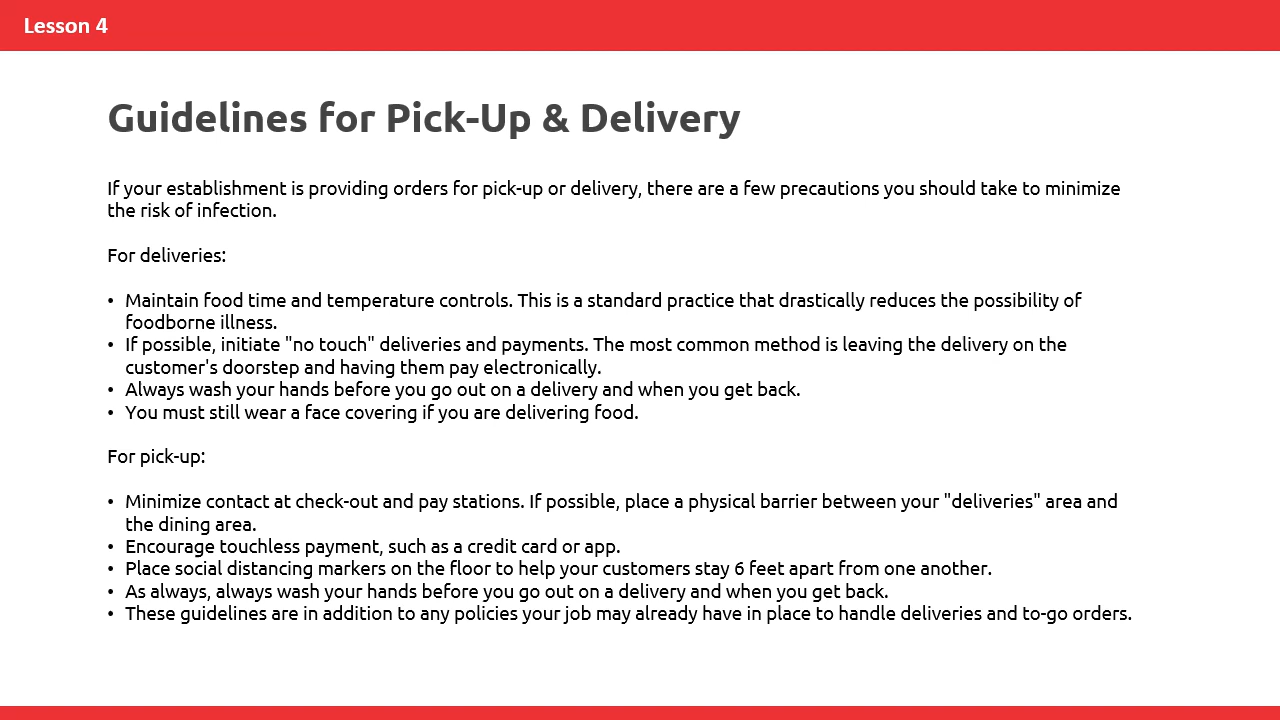 Lesson 4
Guidelines for Pick-Up & Delivery
If your establishment is providing orders for pick-up or delivery, there are a few precautions you should take to minimize
the risk of infection.
For deliveries:
• Maintain food time and temperature controls. This is a standard practice that drastically reduces the possibility of
foodborne illness.
• If possible, initiate "no touch" deliveries and payments. The most common method is leaving the delivery on the
customer's doorstep and having them pay electronically.
• Always wash your hands before you go out on a delivery and when you get back.
• You must still wear a face covering if you are delivering food.
For pick-up:
• Minimize contact at check-out and pay stations. If possible, place a physical barrier between your "deliveries" area and
the dining area.
• Encourage touchless payment, such as a credit card or app.
• Place social distancing markers on the floor to help your customers stay 6 feet apart from one another.
• As always, always wash your hands before you go out on a delivery and when you get back.
• These guidelines are in addition to any policies your job may already have in place to handle deliveries and to-go orders.